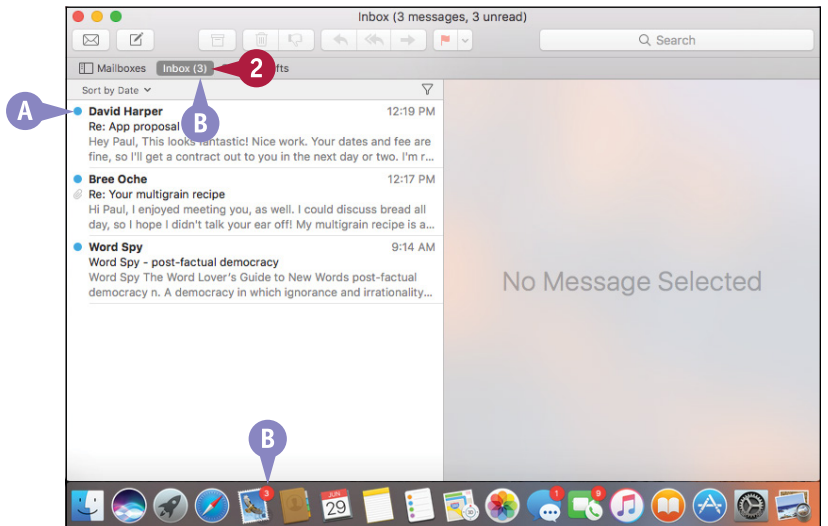 Inbox (3 messages, 3 unread)
Search
Mailboxes Inbox (3) 2 fts
Sort by Date
A
B
David Harper 12:19 PM
Re: App proposal
Hey Paul, This looks fantastic! Nice work. Your dates and fee are
fine, so I'll get a contract out to you in the next day or two. I'm r...
Bree Oche 12:17 PM
Re: Your multigrain recipe
Hi Paul, I enjoyed meeting you, as well. I could discuss bread all
day, so I hope I didn't talk your ear off! My multigrain recipe is a...
Word Spy 9:14 AM
Word Spy - post-factual democracy
Word Spy The Word Lover's Guide to New Words post-factual
democracy n. A democracy in which ignorance and irrationality...
No Message Selected
B
3
JUN
29
1
9